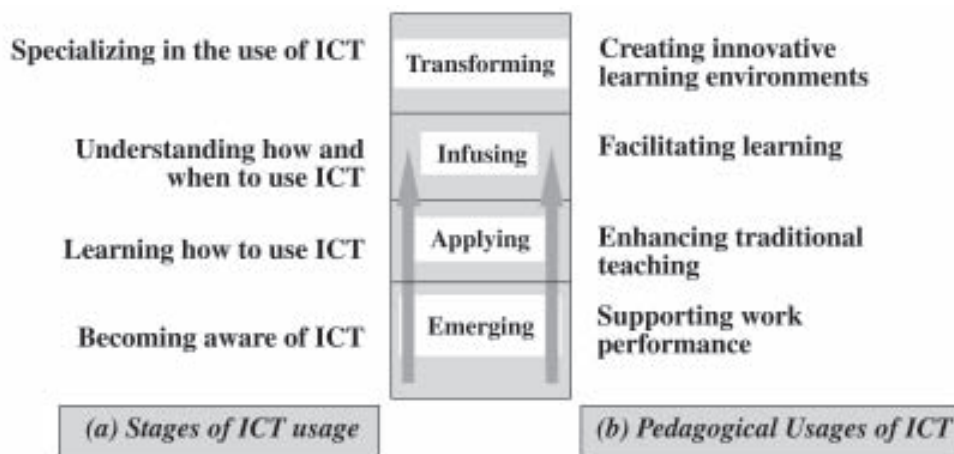 Specializing in the use of ICT
Transforming
Creating innovative
learning environments
Understanding how and
when to use ICT
Infusing
Facilitating learning
Learning how to use ICT
Applying
Enhancing traditional
teaching
Becoming aware of ICT
Emerging
Supporting work
performance
(a) Stages of ICT usage
(b) Pedagogical Usages of ICT